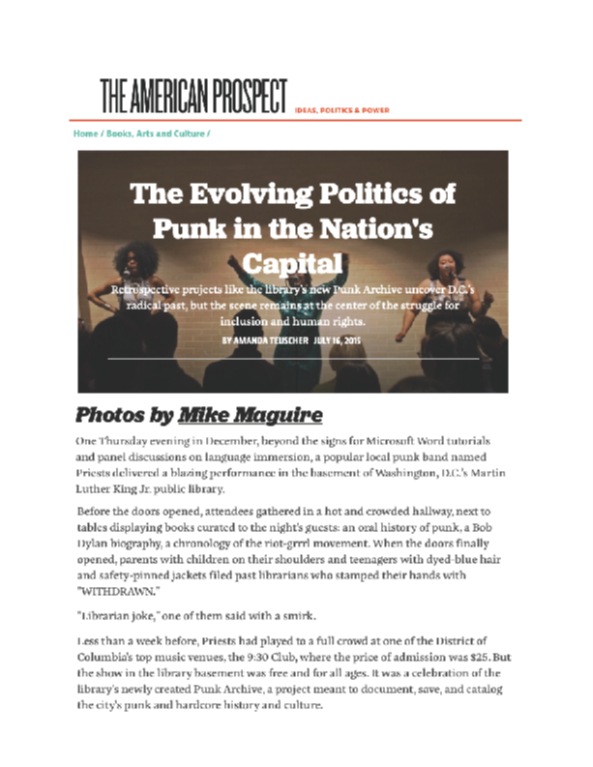 THE AMERICAN PROSPECT
IDEAS, POLITICS & POWER
Home / Books, Arts and Culture /
The Evolving Politics of
Punk in the Nation's
Capital
Retrospective projects like the library's new Punk Archive uncover D.C.'s
radical past, but the scene remains at the center of the struggle for
inclusion and human rights.
BY AMANDA TEUSCHER JULY 16, 2015
Photos by Mike Maguire
One Thursday evening in December, beyond the signs for Microsoft Word tutorials
and panel discussions on language immersion, a popular local punk band named
Priests delivered a blazing performance in the basement of Washington, D.C.'s Martin
Luther King Jr. public library.
Before the doors opened, attendees gathered in a hot and crowded hallway, next to
tables displaying books curated to the night's guests: an oral history of punk, a Bob
Dylan biography, a chronology of the riot-grrrl movement. When the doors finally
opened, parents with children on their shoulders and teenagers with dyed-blue hair
and safety-pinned jackets filed past librarians who stamped their hands with
"WITHDRAWN."
"Librarian joke," one of them said with a smirk.
Less than a week before, Priests had played to a full crowd at one of the District of
Columbia's top music venues, the 9:30 Club, where the price of admission was $25. But
the show in the library basement was free and for all ages. It was a celebration of the
library's newly created Punk Archive, a project meant to document, save, and catalog
the city's punk and hardcore history and culture.